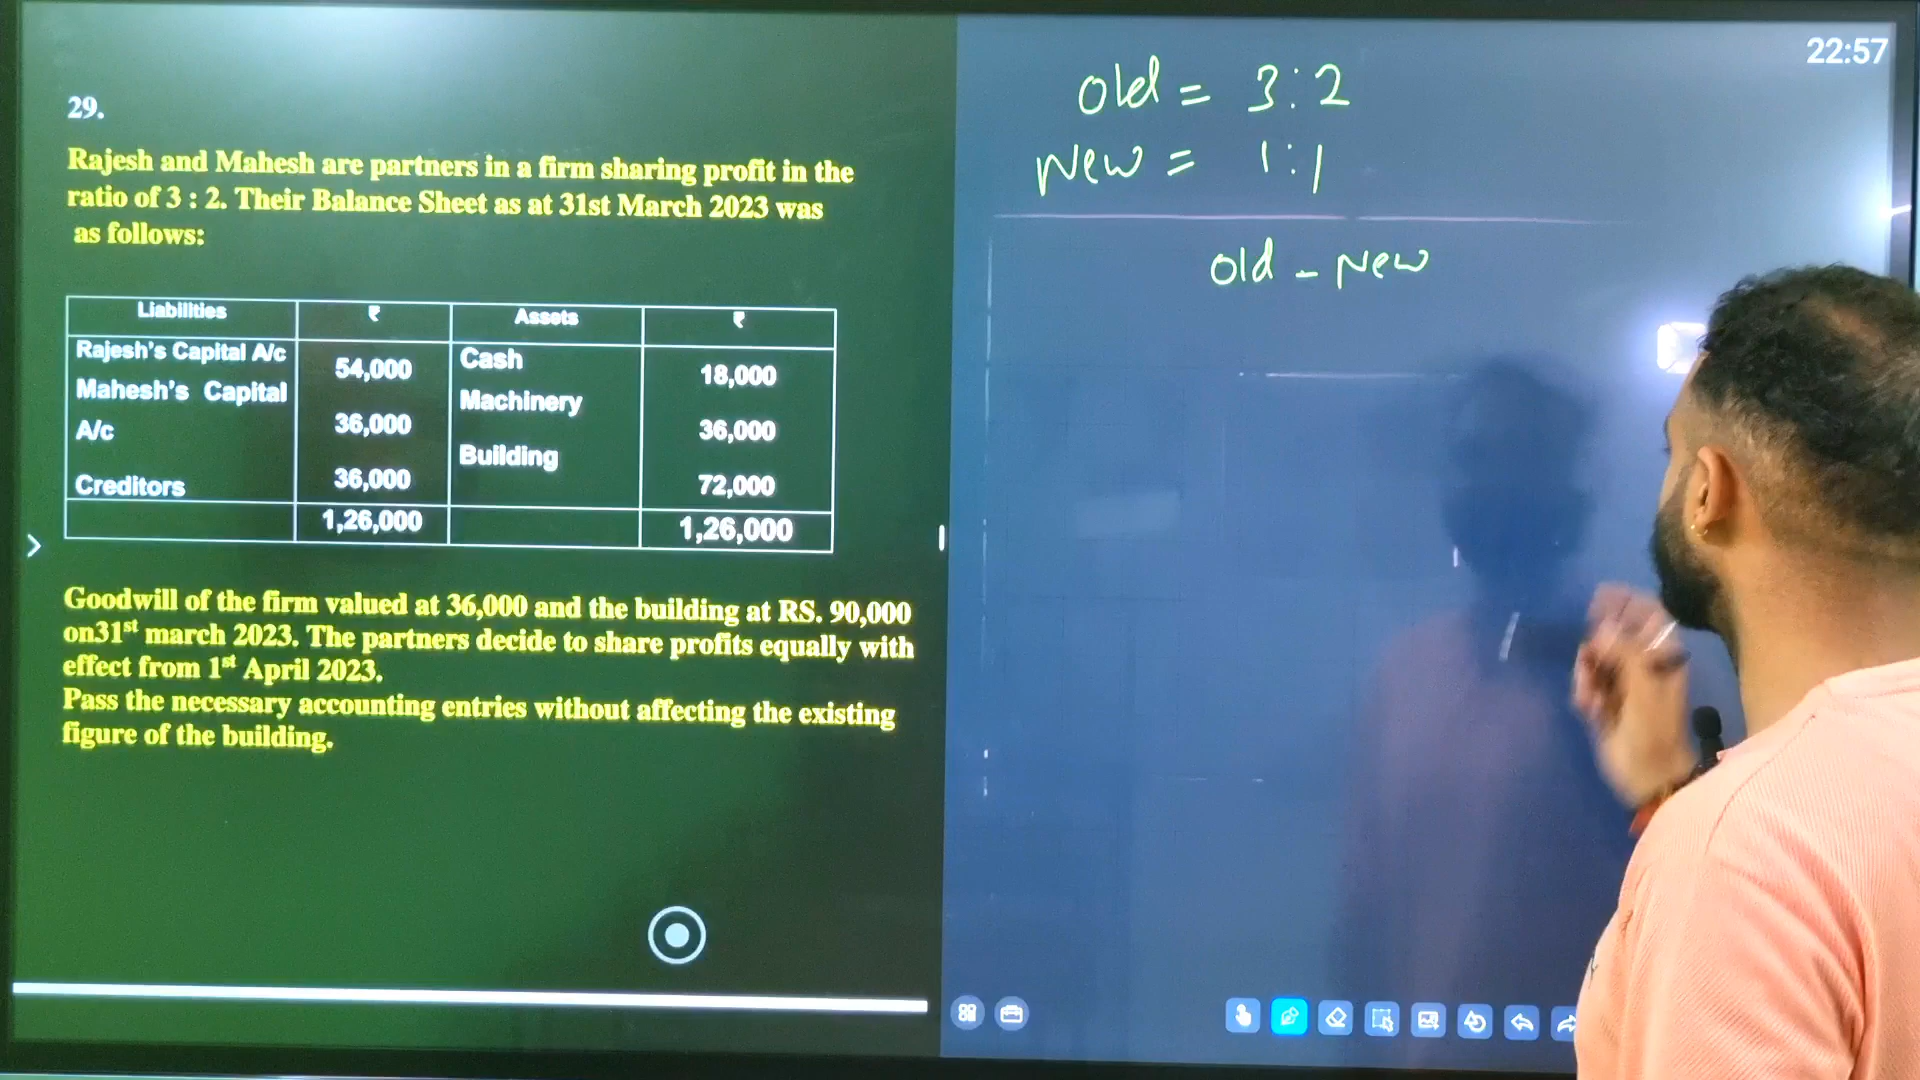 22:57
29.
Rajesh and Mahesh are partners in a firm sharing profit in the
ratio of 3 : 2. Their Balance Sheet as at 31st March 2023 was
as follows:
Liabilities ₹ Assets ₹
Rajesh's Capital A/c 54,000 Cash 18,000
Mahesh's Capital
A/c 36,000 Machinery 36,000
Creditors 36,000 Building 72,000
1,26,000 1,26,000
Goodwill of the firm valued at 36,000 and the building at RS. 90,000
on31st march 2023. The partners decide to share profits equally with
effect from 1st April 2023.
Pass the necessary accounting entries without affecting the existing
figure of the building.
Old = 3:2
New = 1:1
Old - New